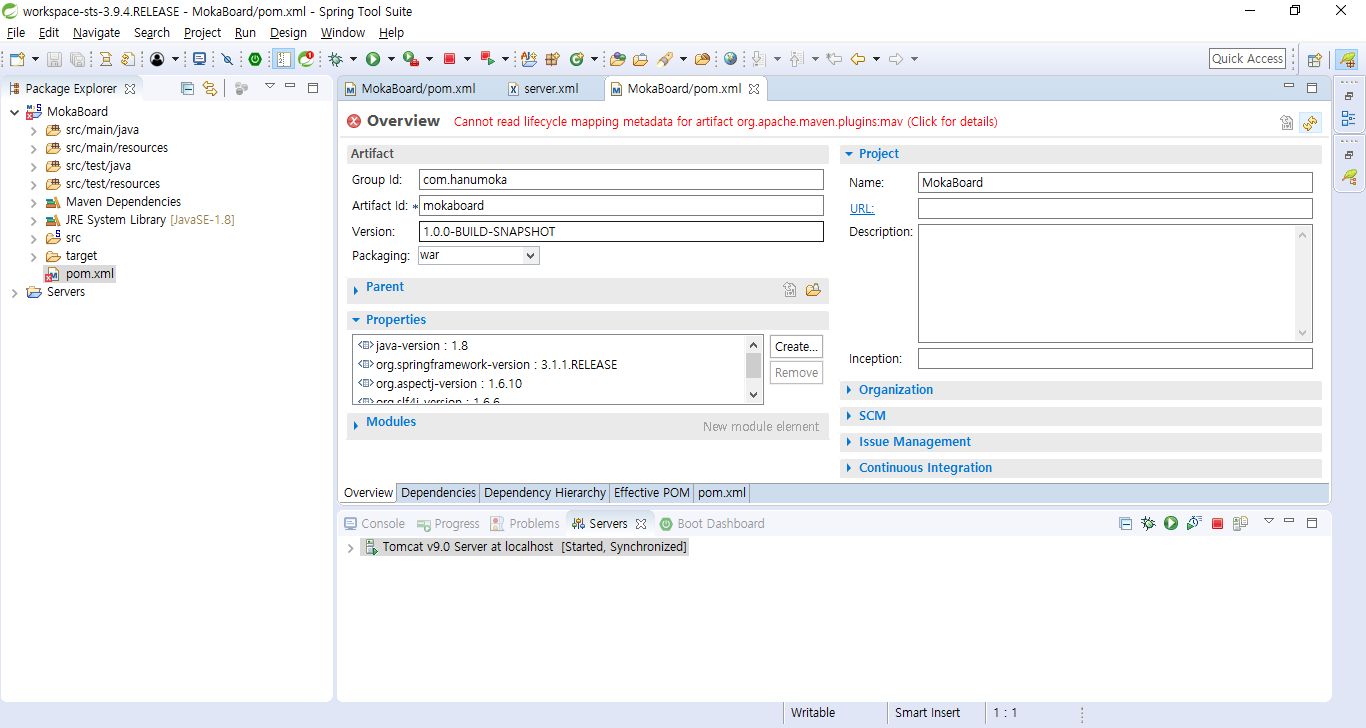 workspace-sts-3.9.4.RELEASE - MokaBoard/pom.xml - Spring Tool Suite
File Edit Navigate Search Project Run Design Window Help
Quick Access
Package Explorer
MokaBoard
src/main/java
src/main/resources
src/test/java
src/test/resources
Maven Dependencies
JRE System Library [JavaSE-1.8]
src
target
pom.xml
Servers
MokaBoard/pom.xml server.xml MokaBoard/pom.xml
Overview Cannot read lifecycle mapping metadata for artifact org.apache.maven.plugins:mav (Click for details)
Artifact
Group Id: com.hanumoka
Artifact Id: * mokaboard
Version: 1.0.0-BUILD-SNAPSHOT
Packaging: war
Parent
Properties
java-version : 1.8
org.springframework-version : 3.1.1.RELEASE
org.aspectj-version : 1.6.10
org.slf4j-version : 1.6.6
Create...
Remove
Modules
New module element
Project
Name: MokaBoard
URL:
Description:
Inception:
Organization
SCM
Issue Management
Continuous Integration
Overview Dependencies Dependency Hierarchy Effective POM pom.xml
Console Progress Problems Servers Boot Dashboard
Tomcat v9.0 Server at localhost [Started, Synchronized]
Writable Smart Insert 1 : 1